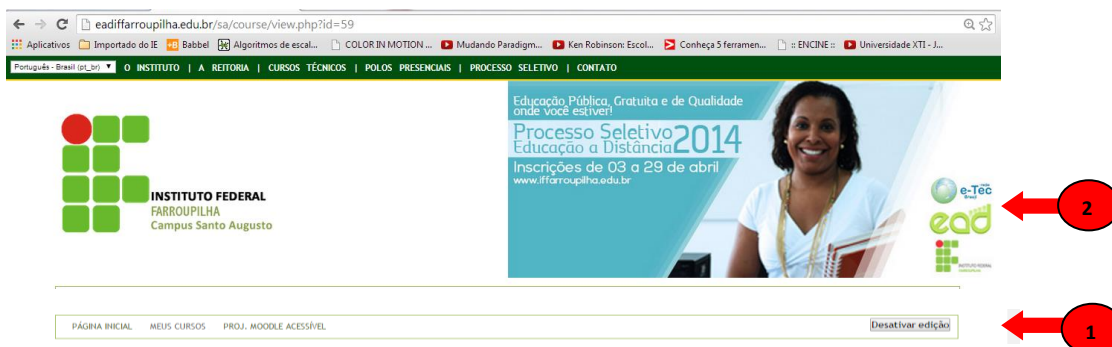 eadiffarroupilha.edu.br/sa/course/view.php?id=59
Aplicativos Importado do IE Babbel Algoritmos de escal... COLOR IN MOTION ... Mudando Paradigm... Ken Robinson: Escol... Conheça 5 ferramen... :: ENCINE :: Universidade XTI - J...
Português - Brasil (pt_br) O INSTITUTO | A REITORIA | CURSOS TÉCNICOS | POLOS PRESENCIAIS | PROCESSO SELETIVO | CONTATO
Educação Pública, Gratuita e de Qualidade
onde você estiver!
Processo Seletivo 2014
Educação a Distância
Inscrições de 03 a 29 de abril
www.iffarroupilha.edu.br
INSTITUTO FEDERAL
FARROUPILHA
Campus Santo Augusto
e-Tec
Brasil
ead
INSTITUTO FEDERAL
FARROUPILHA
2
PÁGINA INICIAL MEUS CURSOS PROJ. MOODLE ACESSÍVEL Desativar edição
1